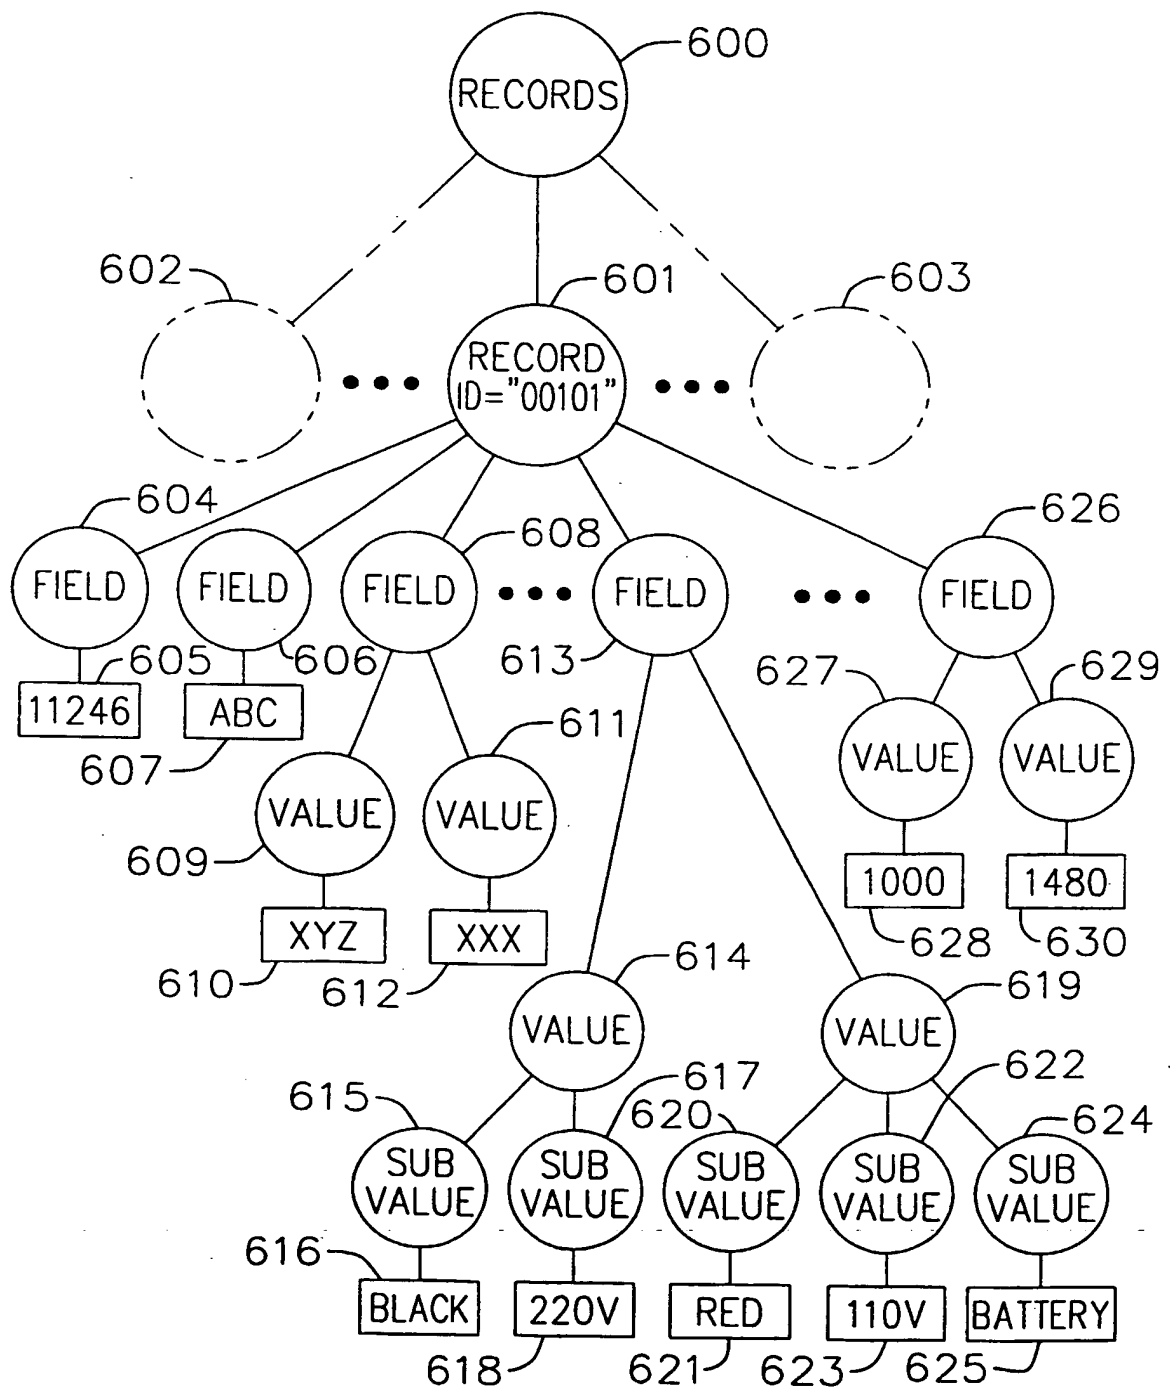 600
RECORDS
602
601
603
RECORD
ID="00101"
604
608
626
FIELD
FIELD
FIELD
FIELD
FIELD
605
606
613
627
629
11246
ABC
607
611
VALUE
VALUE
VALUE
VALUE
609
1000
1480
XYZ
XXX
628
630
610
612
614
619
VALUE
VALUE
615
617
620
622
624
SUB
VALUE
SUB
VALUE
SUB
VALUE
SUB
VALUE
SUB
VALUE
616
BLACK
220V
RED
110V
BATTERY
618
621
623
625